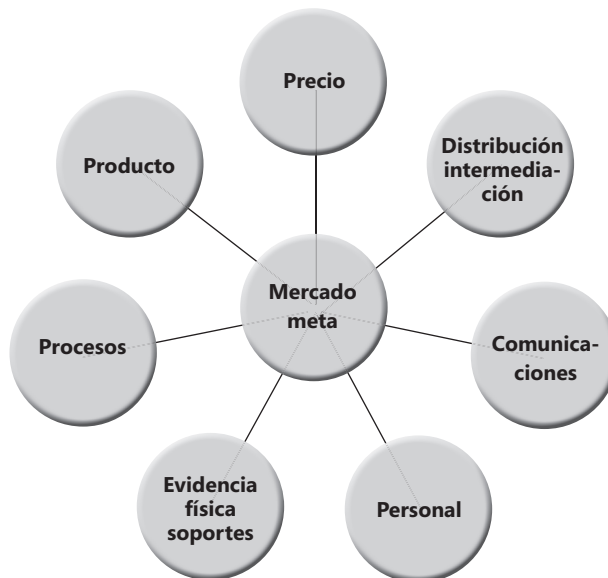 Precio
Producto
Distribución
intermedia-
ción
Mercado
meta
Procesos
Comunica-
ciones
Evidencia
física
soportes
Personal